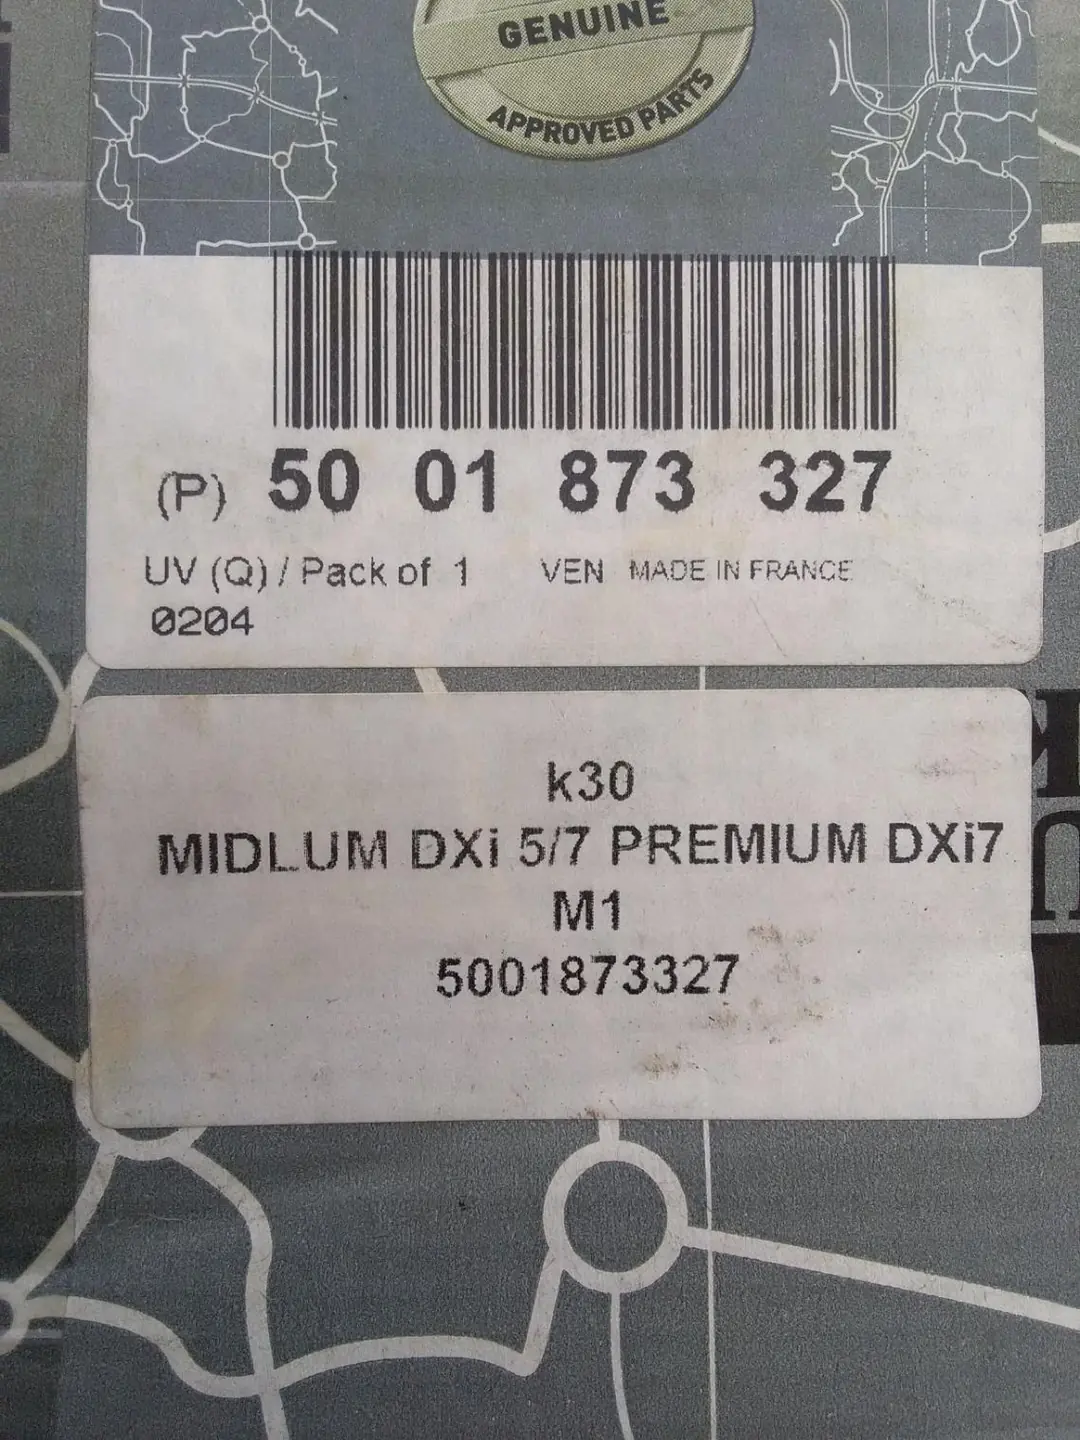 GENUINE
APPROVED PARTS
(P) 50 01 873 327
UV (Q) / Pack of 1 VEN MADE IN FRANCE
0204
k30
MIDLUM DXi 5/7 PREMIUM DXi7
M1
5001873327